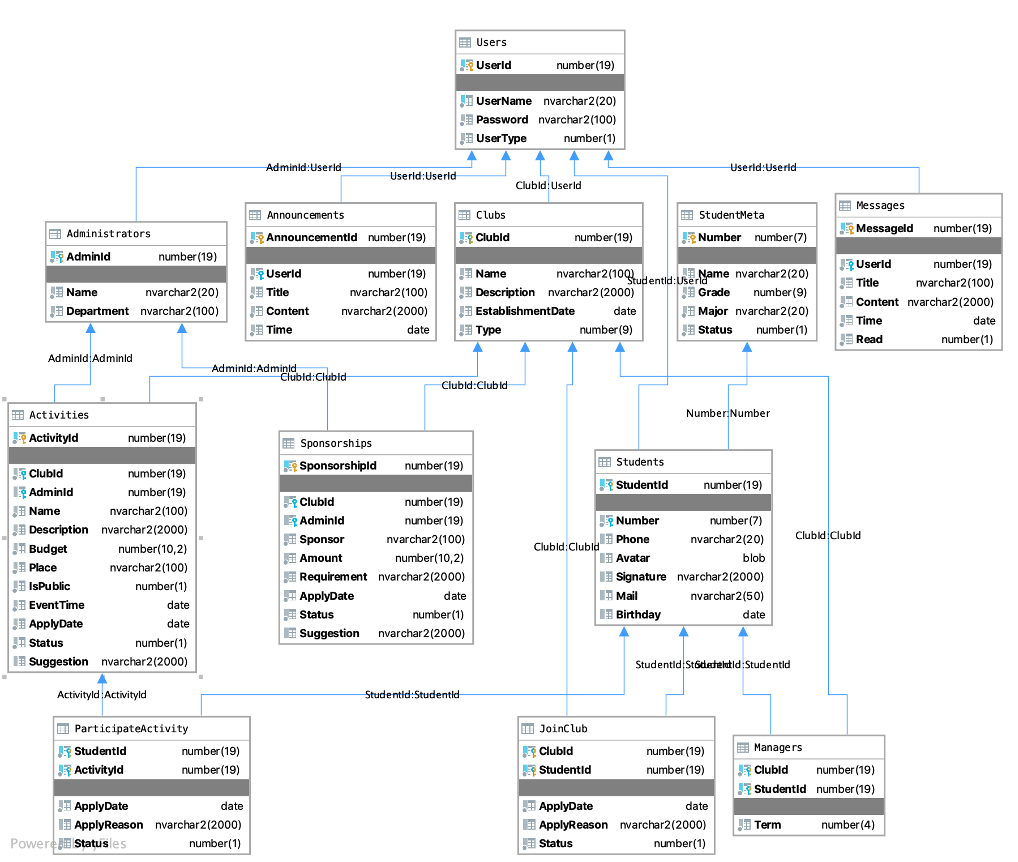 Users
UserId number(19)
UserName nvarchar2(20)
Password nvarchar2(100)
UserType number(1)
AdminId:UserId
UserId:UserId
ClubId:UserId
StudentId:UserId
UserId:UserId
Administrators
AdminId number(19)
Name nvarchar2(20)
Department nvarchar2(100)
Announcements
AnnouncementId number(19)
UserId number(19)
Title nvarchar2(100)
Content nvarchar2(2000)
Time date
Clubs
ClubId number(19)
Name nvarchar2(100)
Description nvarchar2(2000)
EstablishmentDate date
Type number(9)
StudentMeta
Number number(7)
Name nvarchar2(20)
Grade number(9)
Major nvarchar2(20)
Status number(1)
Messages
MessageId number(19)
UserId number(19)
Title nvarchar2(100)
Content nvarchar2(2000)
Time date
Read number(1)
AdminId:AdminId
AdminId:AdminId
ClubId:ClubId
ClubId:ClubId
Number:Number
ClubId:ClubId
ClubId:ClubId
Activities
ActivityId number(19)
ClubId number(19)
AdminId number(19)
Name nvarchar2(100)
Description nvarchar2(2000)
Budget number(10,2)
Place nvarchar2(100)
IsPublic number(1)
EventTime date
ApplyDate date
Status number(1)
Suggestion nvarchar2(2000)
Sponsorships
SponsorshipId number(19)
ClubId number(19)
AdminId number(19)
Sponsor nvarchar2(100)
Amount number(10,2)
Requirement nvarchar2(2000)
ApplyDate date
Status number(1)
Suggestion nvarchar2(2000)
Students
StudentId number(19)
Number number(7)
Phone nvarchar2(20)
Avatar blob
Signature nvarchar2(2000)
Mail nvarchar2(50)
Birthday date
ActivityId:ActivityId
StudentId:StudentId
StudentId:StudentId
StudentId:StudentId
ParticipateActivity
StudentId number(19)
ActivityId number(19)
ApplyDate date
ApplyReason nvarchar2(2000)
Status number(1)
JoinClub
ClubId number(19)
StudentId number(19)
ApplyDate date
ApplyReason nvarchar2(2000)
Status number(1)
Managers
ClubId number(19)
StudentId number(19)
Term number(4)